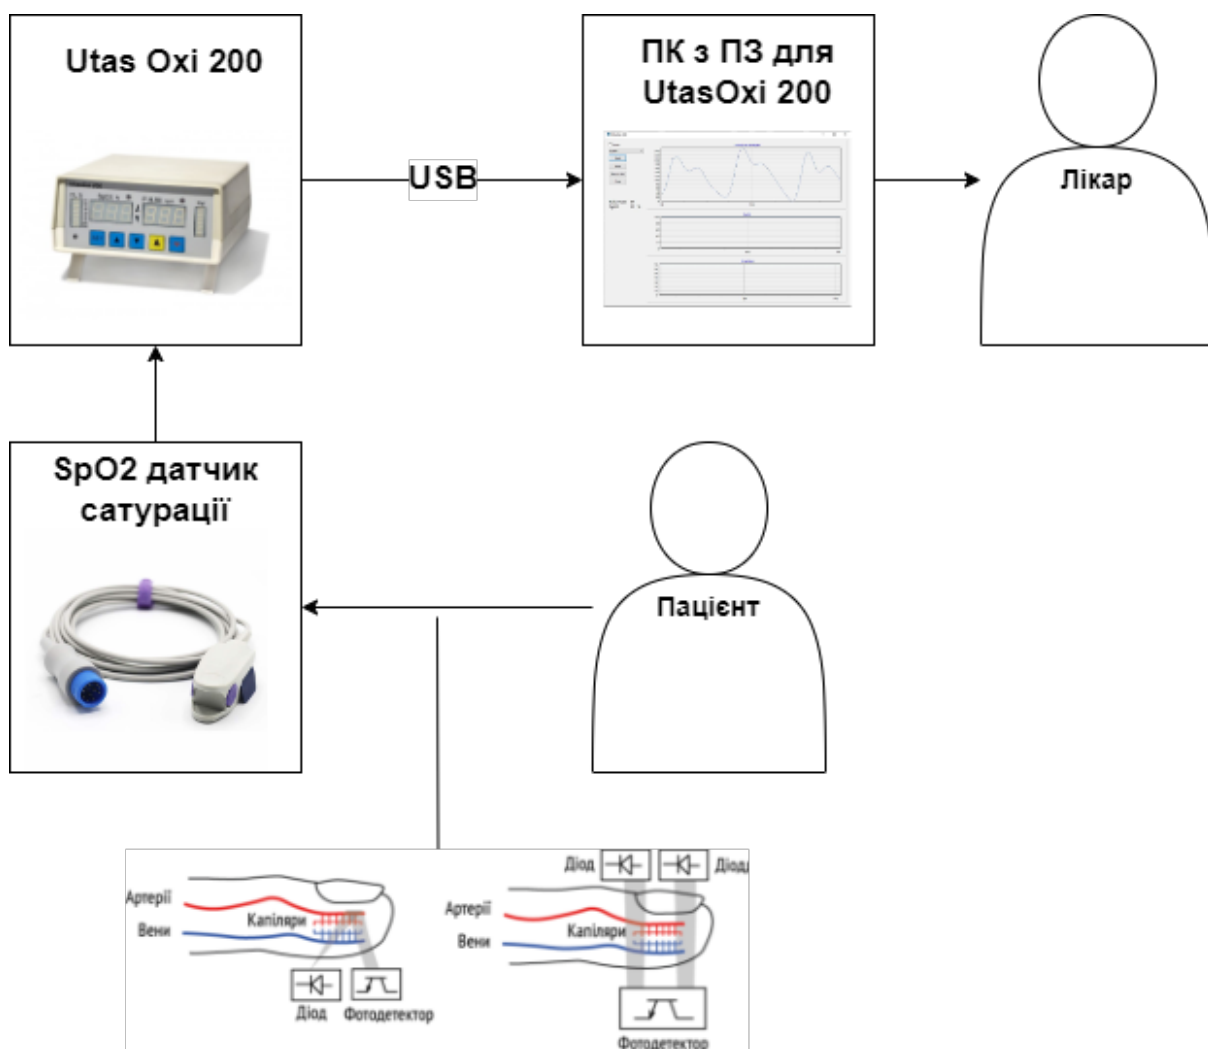 Utas Oxi 200
ПК з ПЗ для
UtasOxi 200
USB
Лікар
SpO2 датчик
сатурації
Пацієнт
Діод
Діод
Артерії
Капіляри
Вени
Діод
Фотодетектор
Артерії
Капіляри
Вени
Фотодетектор